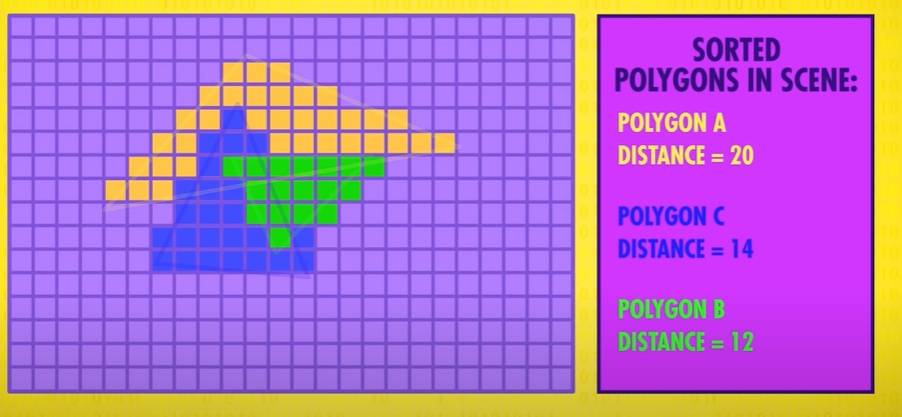 SORTED
POLYGONS IN SCENE:
POLYGON A
DISTANCE = 20
POLYGON C
DISTANCE = 14
POLYGON B
DISTANCE = 12